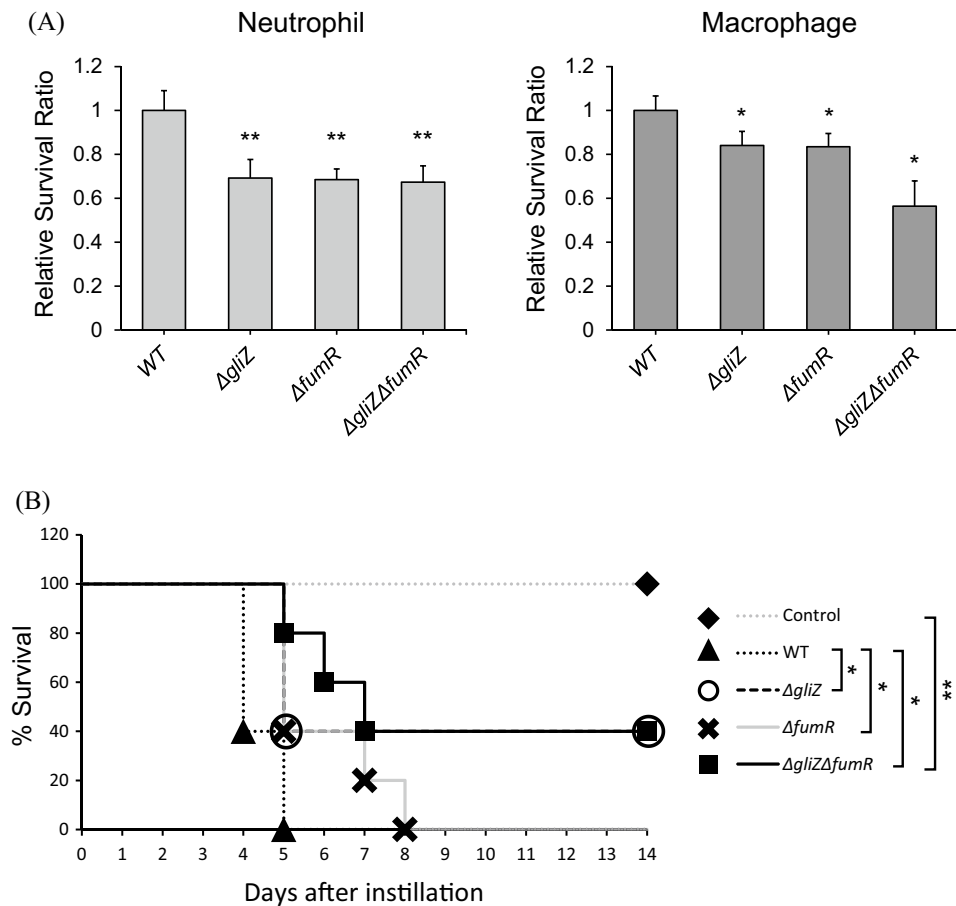 (A)
Neutrophil
Macrophage
Relative Survival Ratio
1.2
1
0.8
0.6
0.4
0.2
0
**
**
**
WT
ΔgliZ
ΔfumR
ΔgliZΔfumR
Relative Survival Ratio
1.2
1
0.8
0.6
0.4
0.2
0
*
*
*
WT
ΔgliZ
ΔfumR
ΔgliZΔfumR
(B)
% Survival
120
100
80
60
40
20
0
0 1 2 3 4 5 6 7 8 9 10 11 12 13 14
Days after instillation
Control
WT
ΔgliZ
ΔfumR
ΔgliZΔfumR
*
*
*
**